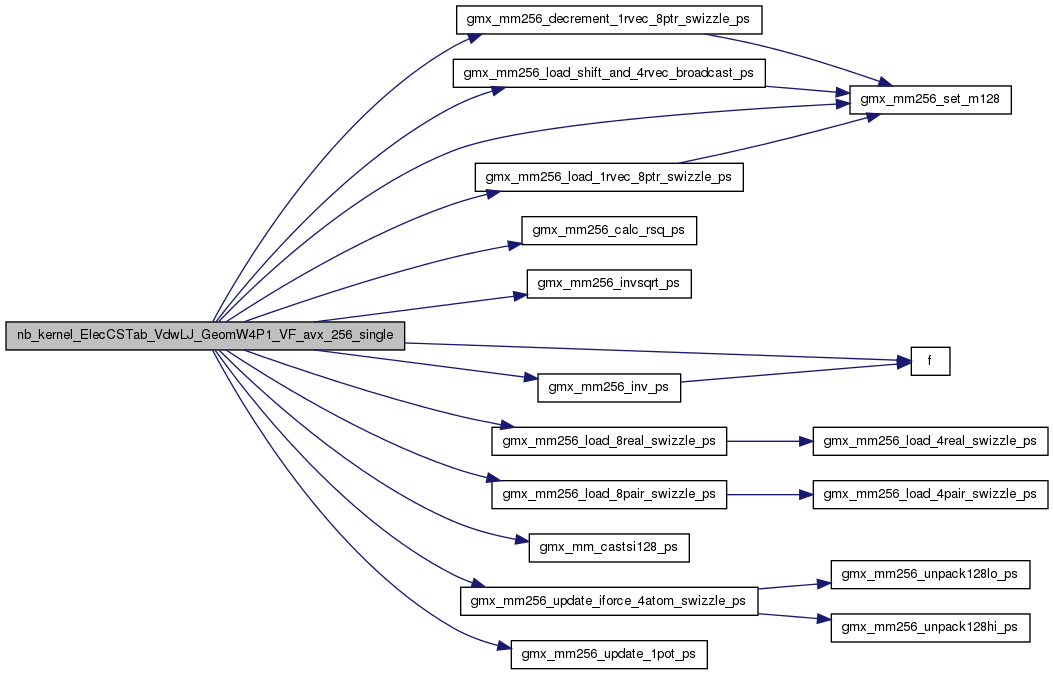 gmx_mm256_decrement_1rvec_8ptr_swizzle_ps
gmx_mm256_load_shift_and_4rvec_broadcast_ps
gmx_mm256_set_m128
gmx_mm256_load_1rvec_8ptr_swizzle_ps
gmx_mm256_calc_rsq_ps
gmx_mm256_invsqrt_ps
nb_kernel_ElecCSTab_VdwLJ_GeomW4P1_VF_avx_256_single
f
gmx_mm256_inv_ps
gmx_mm256_load_8real_swizzle_ps
gmx_mm256_load_4real_swizzle_ps
gmx_mm256_load_8pair_swizzle_ps
gmx_mm256_load_4pair_swizzle_ps
gmx_mm_castsi128_ps
gmx_mm256_unpack128lo_ps
gmx_mm256_update_iforce_4atom_swizzle_ps
gmx_mm256_unpack128hi_ps
gmx_mm256_update_1pot_ps